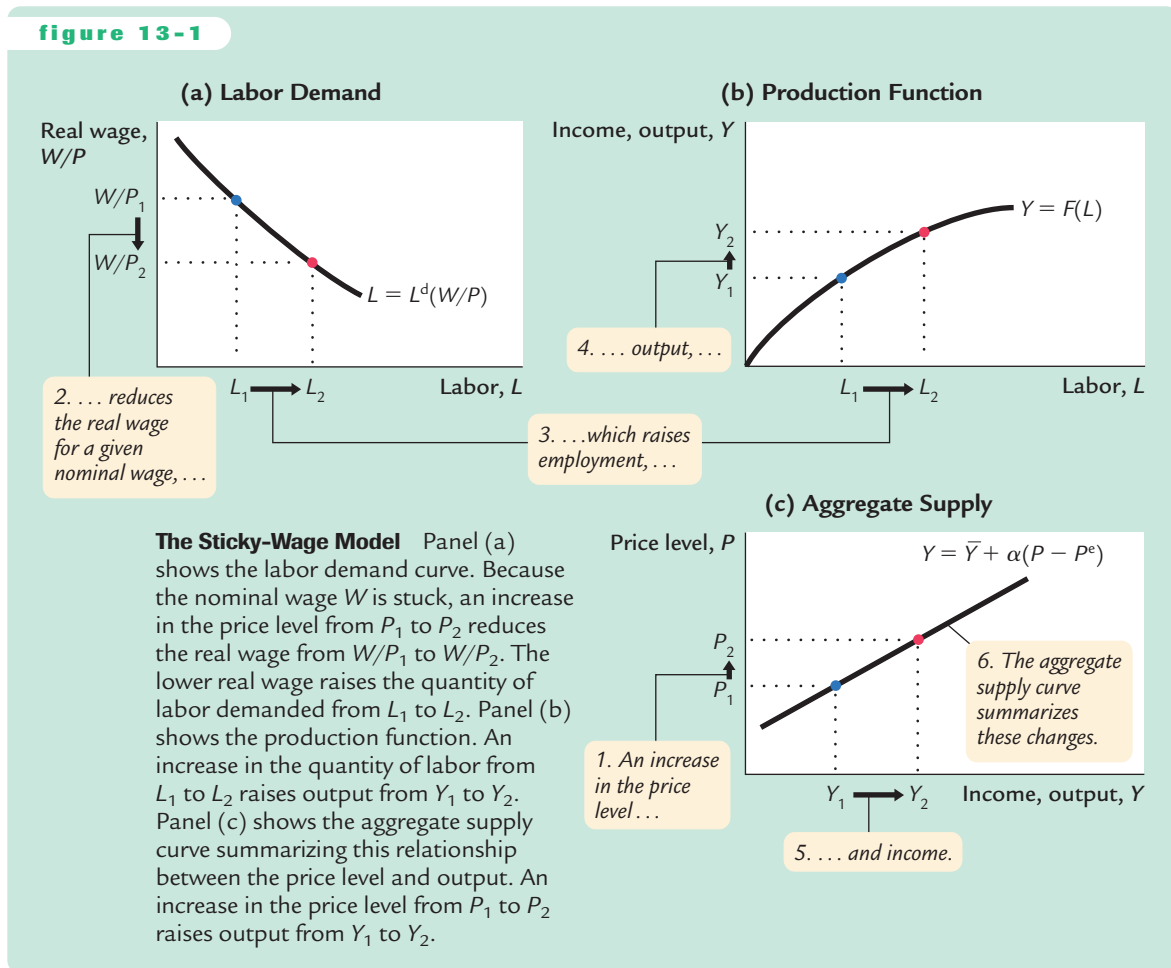 figure 13-1
(a) Labor Demand
Real wage,
W/P
W/P₁
W/P₂
L = Lᵈ(W/P)
L₁
L₂
Labor, L
2. . . . reduces
the real wage
for a given
nominal wage, . . .
(b) Production Function
Income, output, Y
Y₂
Y₁
Y = F(L)
4. . . . output, . . .
L₁
L₂
Labor, L
3. . . .which raises
employment, . . .
(c) Aggregate Supply
Price level, P
Y = Y̅ + α(P − Pᵉ)
P₂
P₁
6. The aggregate
supply curve
summarizes
these changes.
1. An increase
in the price
level . . .
Y₁
Y₂
Income, output, Y
5. . . . and income.
The Sticky-Wage Model Panel (a)
shows the labor demand curve. Because
the nominal wage W is stuck, an increase
in the price level from P₁ to P₂ reduces
the real wage from W/P₁ to W/P₂. The
lower real wage raises the quantity of
labor demanded from L₁ to L₂. Panel (b)
shows the production function. An
increase in the quantity of labor from
L₁ to L₂ raises output from Y₁ to Y₂.
Panel (c) shows the aggregate supply
curve summarizing this relationship
between the price level and output. An
increase in the price level from P₁ to P₂
raises output from Y₁ to Y₂.